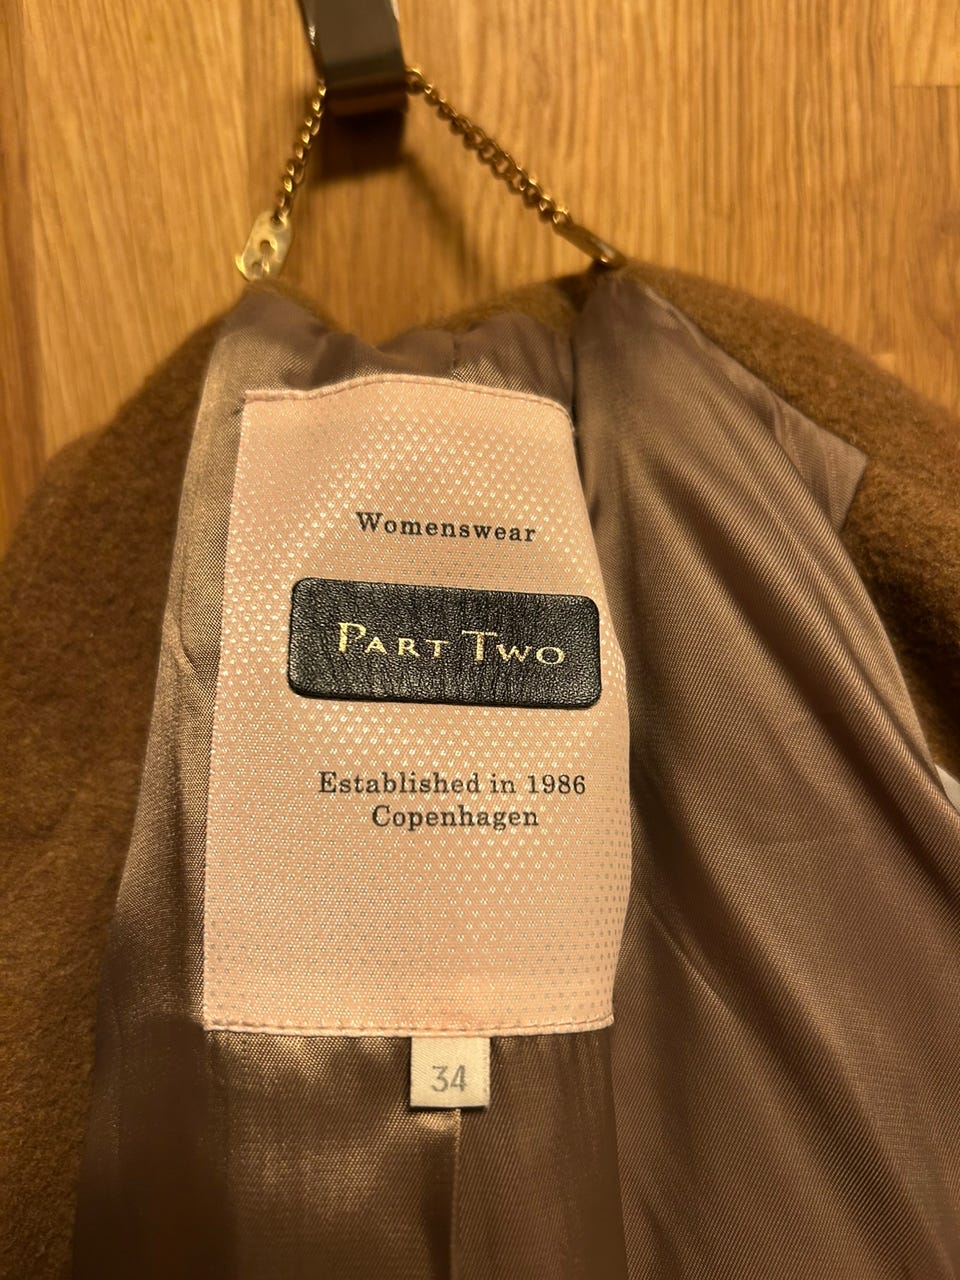 Womenswear
PART TWO
Established in 1986
Copenhagen
34